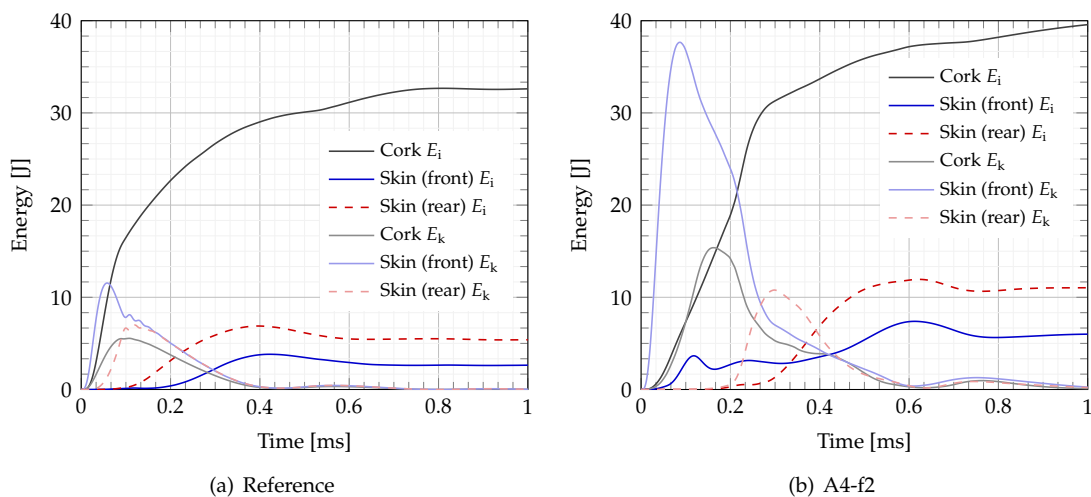 40
30
20
10
0
Energy [J]
0 0.2 0.4 0.6 0.8 1
Time [ms]
Cork Ei
Skin (front) Ei
Skin (rear) Ei
Cork Ek
Skin (front) Ek
Skin (rear) Ek
(a) Reference
40
30
20
10
0
Energy [J]
0 0.2 0.4 0.6 0.8 1
Time [ms]
Cork Ei
Skin (front) Ei
Skin (rear) Ei
Cork Ek
Skin (front) Ek
Skin (rear) Ek
(b) A4-f2